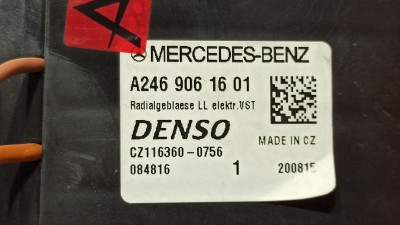 A
MERCEDES-BENZ
A246 906 16 01
Radialgeblaese LL elektr.VST
DENSO
MADE IN CZ
CZ116360-0756
084816 1 20081E